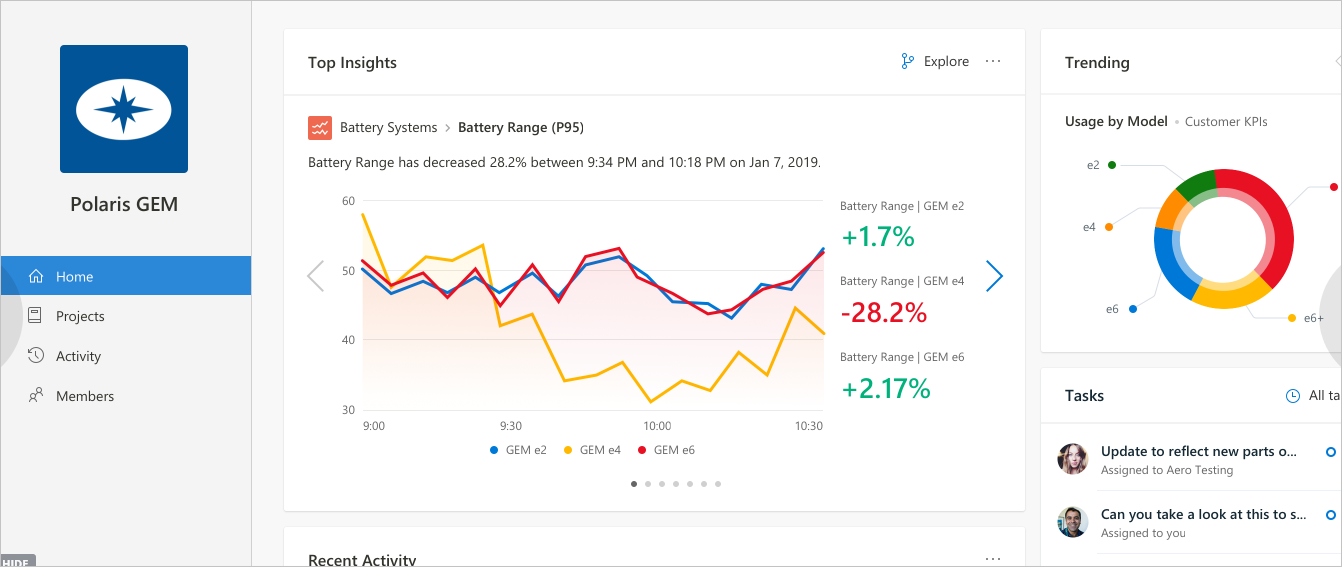 Polaris GEM
Home
Projects
Activity
Members
HIDE
Top Insights
Explore
Battery Systems > Battery Range (P95)
Battery Range has decreased 28.2% between 9:34 PM and 10:18 PM on Jan 7, 2019.
60
50
40
30
9:00 9:30 10:00 10:30
GEM e2 GEM e4 GEM e6
Battery Range | GEM e2
+1.7%
Battery Range | GEM e4
-28.2%
Battery Range | GEM e6
+2.17%
Recent Activity
Trending
Usage by Model • Customer KPIs
e2
e4
e6
e6+
Tasks
All ta
Update to reflect new parts o...
Assigned to Aero Testing
Can you take a look at this to s...
Assigned to you